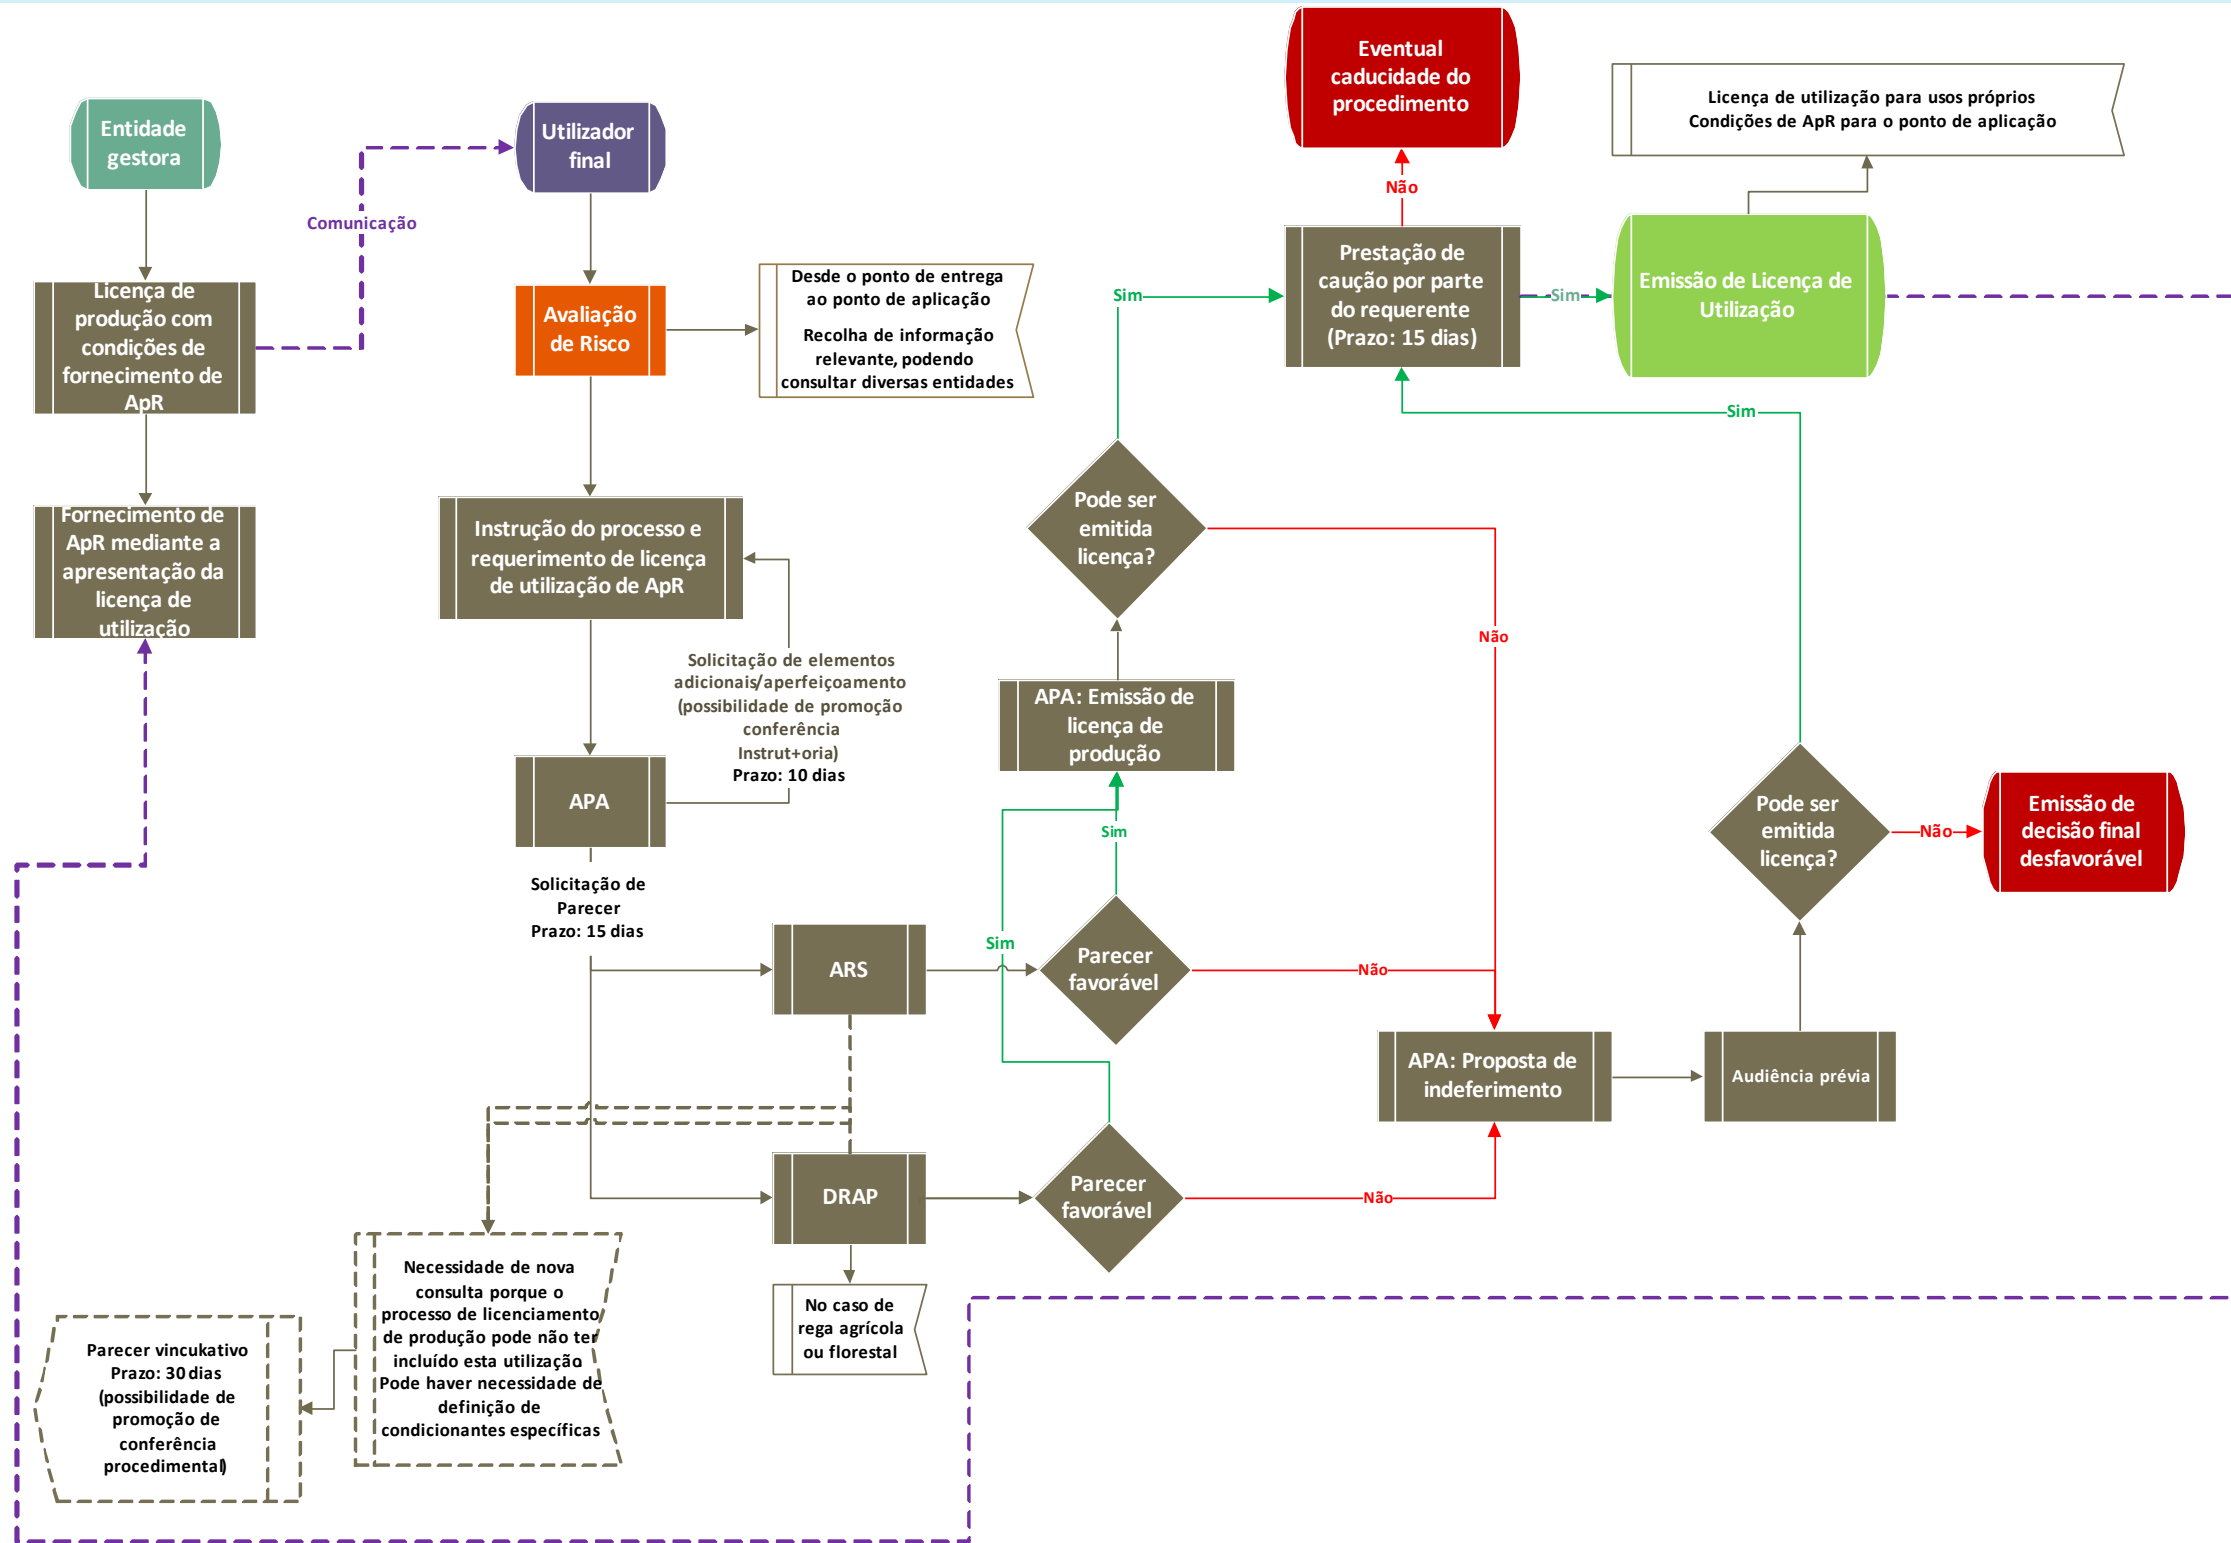 Entidade
gestora
Comunicação
Licença de
produção com
condições de
fornecimento de
ApR
Fornecimento de
ApR mediante a
apresentação da
licença de
utilização
Utilizador
final
Avaliação
de Risco
Desde o ponto de entrega
ao ponto de aplicação
Recolha de informação
relevante, podendo
consultar diversas entidades
Instrução do processo e
requerimento de licença
de utilização de ApR
Solicitação de elementos
adicionais/aperfeiçoamento
(possibilidade de promoção
conferência
Instrut+oria)
Prazo: 10 dias
APA
Solicitação de
Parecer
Prazo: 15 dias
ARS
DRAP
No caso de
rega agrícola
ou florestal
Necessidade de nova
consulta porque o
processo de licenciamento
de produção pode não ter
incluído esta utilização
Pode haver necessidade de
definição de
condicionantes específicas
Parecer vincukativo
Prazo: 30 dias
(possibilidade de
promoção de
conferência
procedimental)
Parecer
favorável
Sim
Não
Parecer
favorável
Sim
Não
APA: Emissão de
licença de
produção
Pode ser
emitida
licença?
Sim
Não
Eventual
caducidade do
procedimento
Não
Prestação de
caução por parte
do requerente
(Prazo: 15 dias)
Sim
Emissão de Licença de
Utilização
Licença de utilização para usos próprios
Condições de ApR para o ponto de aplicação
Sim
APA: Proposta de
indeferimento
Audiência prévia
Pode ser
emitida
licença?
Não
Emissão de
decisão final
desfavorável